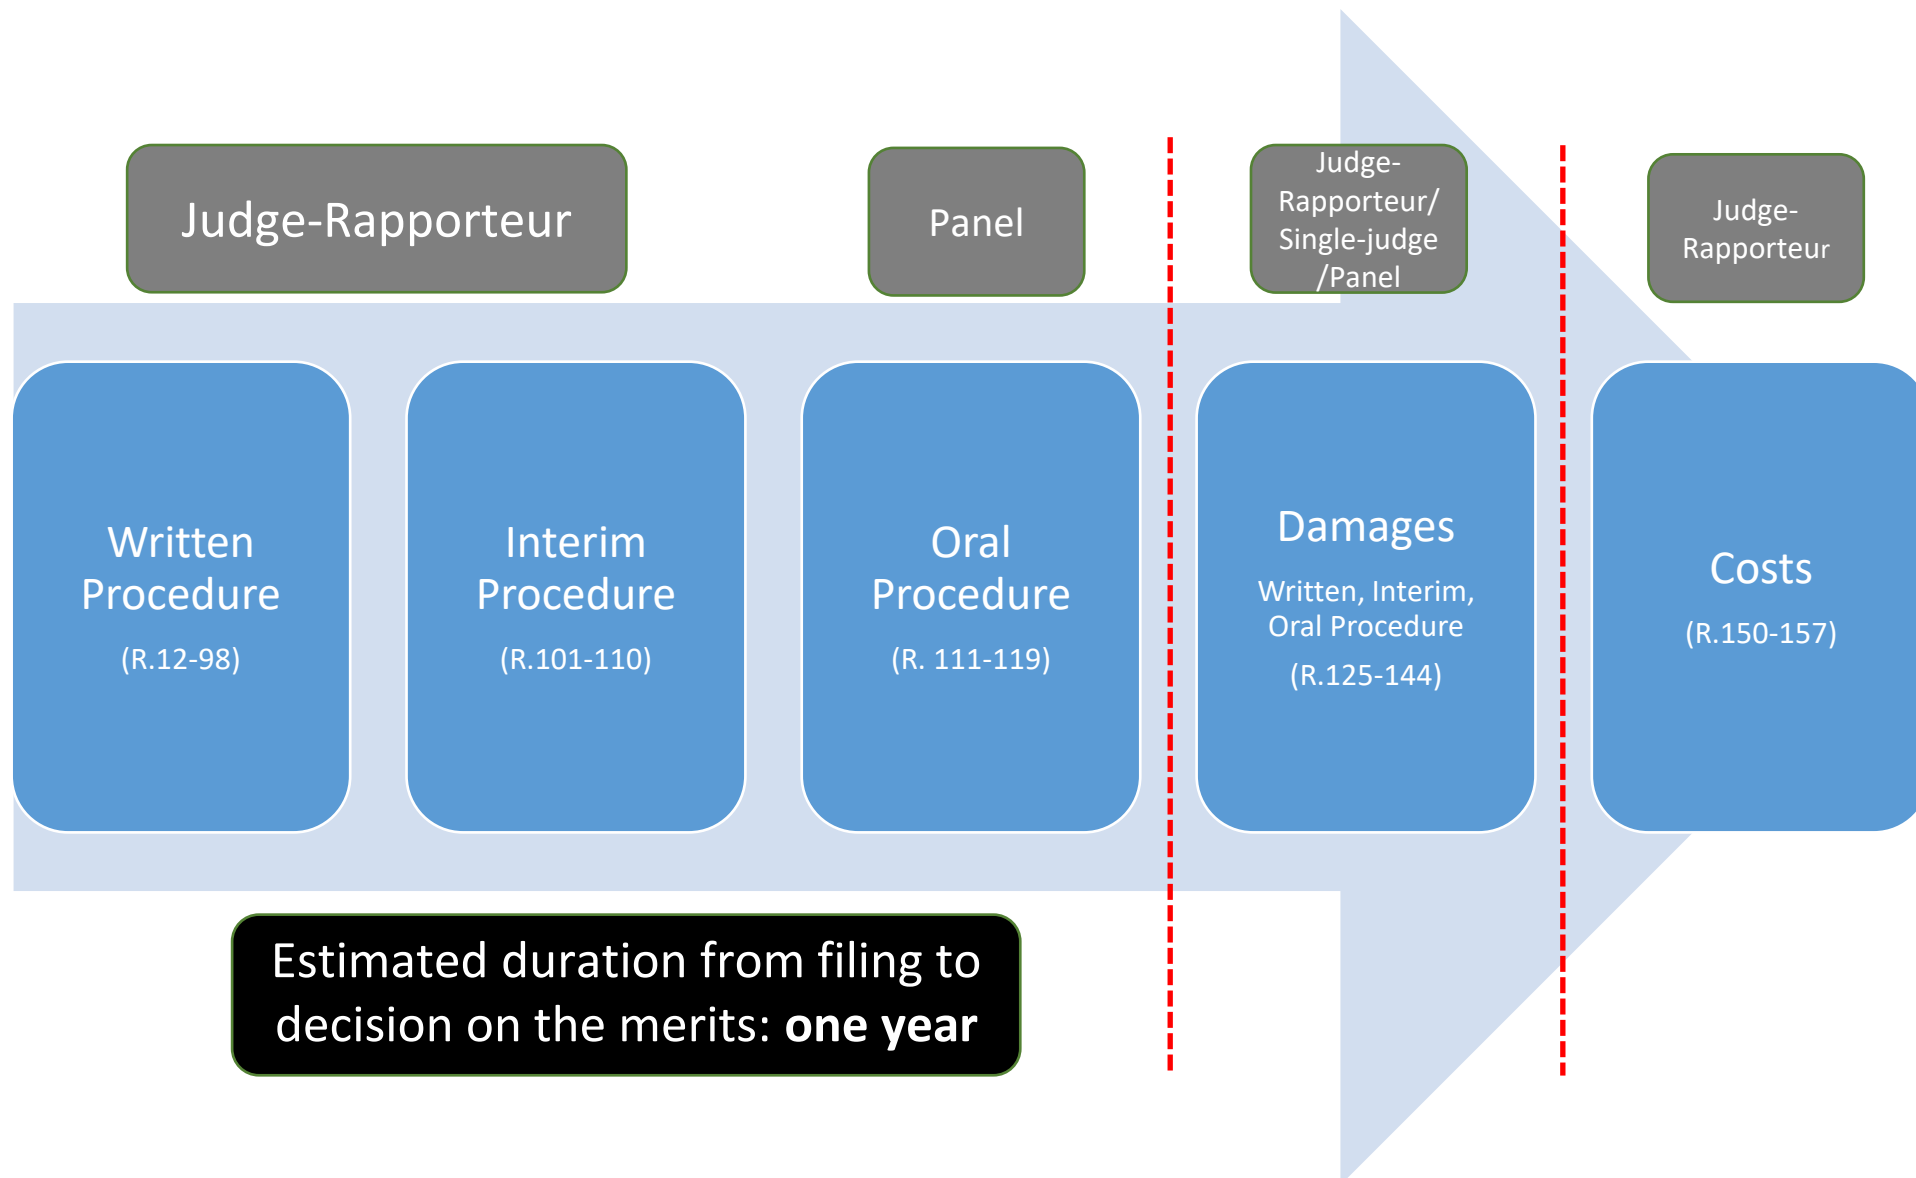 Judge-Rapporteur
Panel
Judge-
Rapporteur/
Single-judge
/Panel
Judge-
Rapporteur
Written
Procedure
(R.12-98)
Interim
Procedure
(R.101-110)
Oral
Procedure
(R. 111-119)
Damages
Written, Interim,
Oral Procedure
(R.125-144)
Costs
(R.150-157)
Estimated duration from filing to
decision on the merits: one year